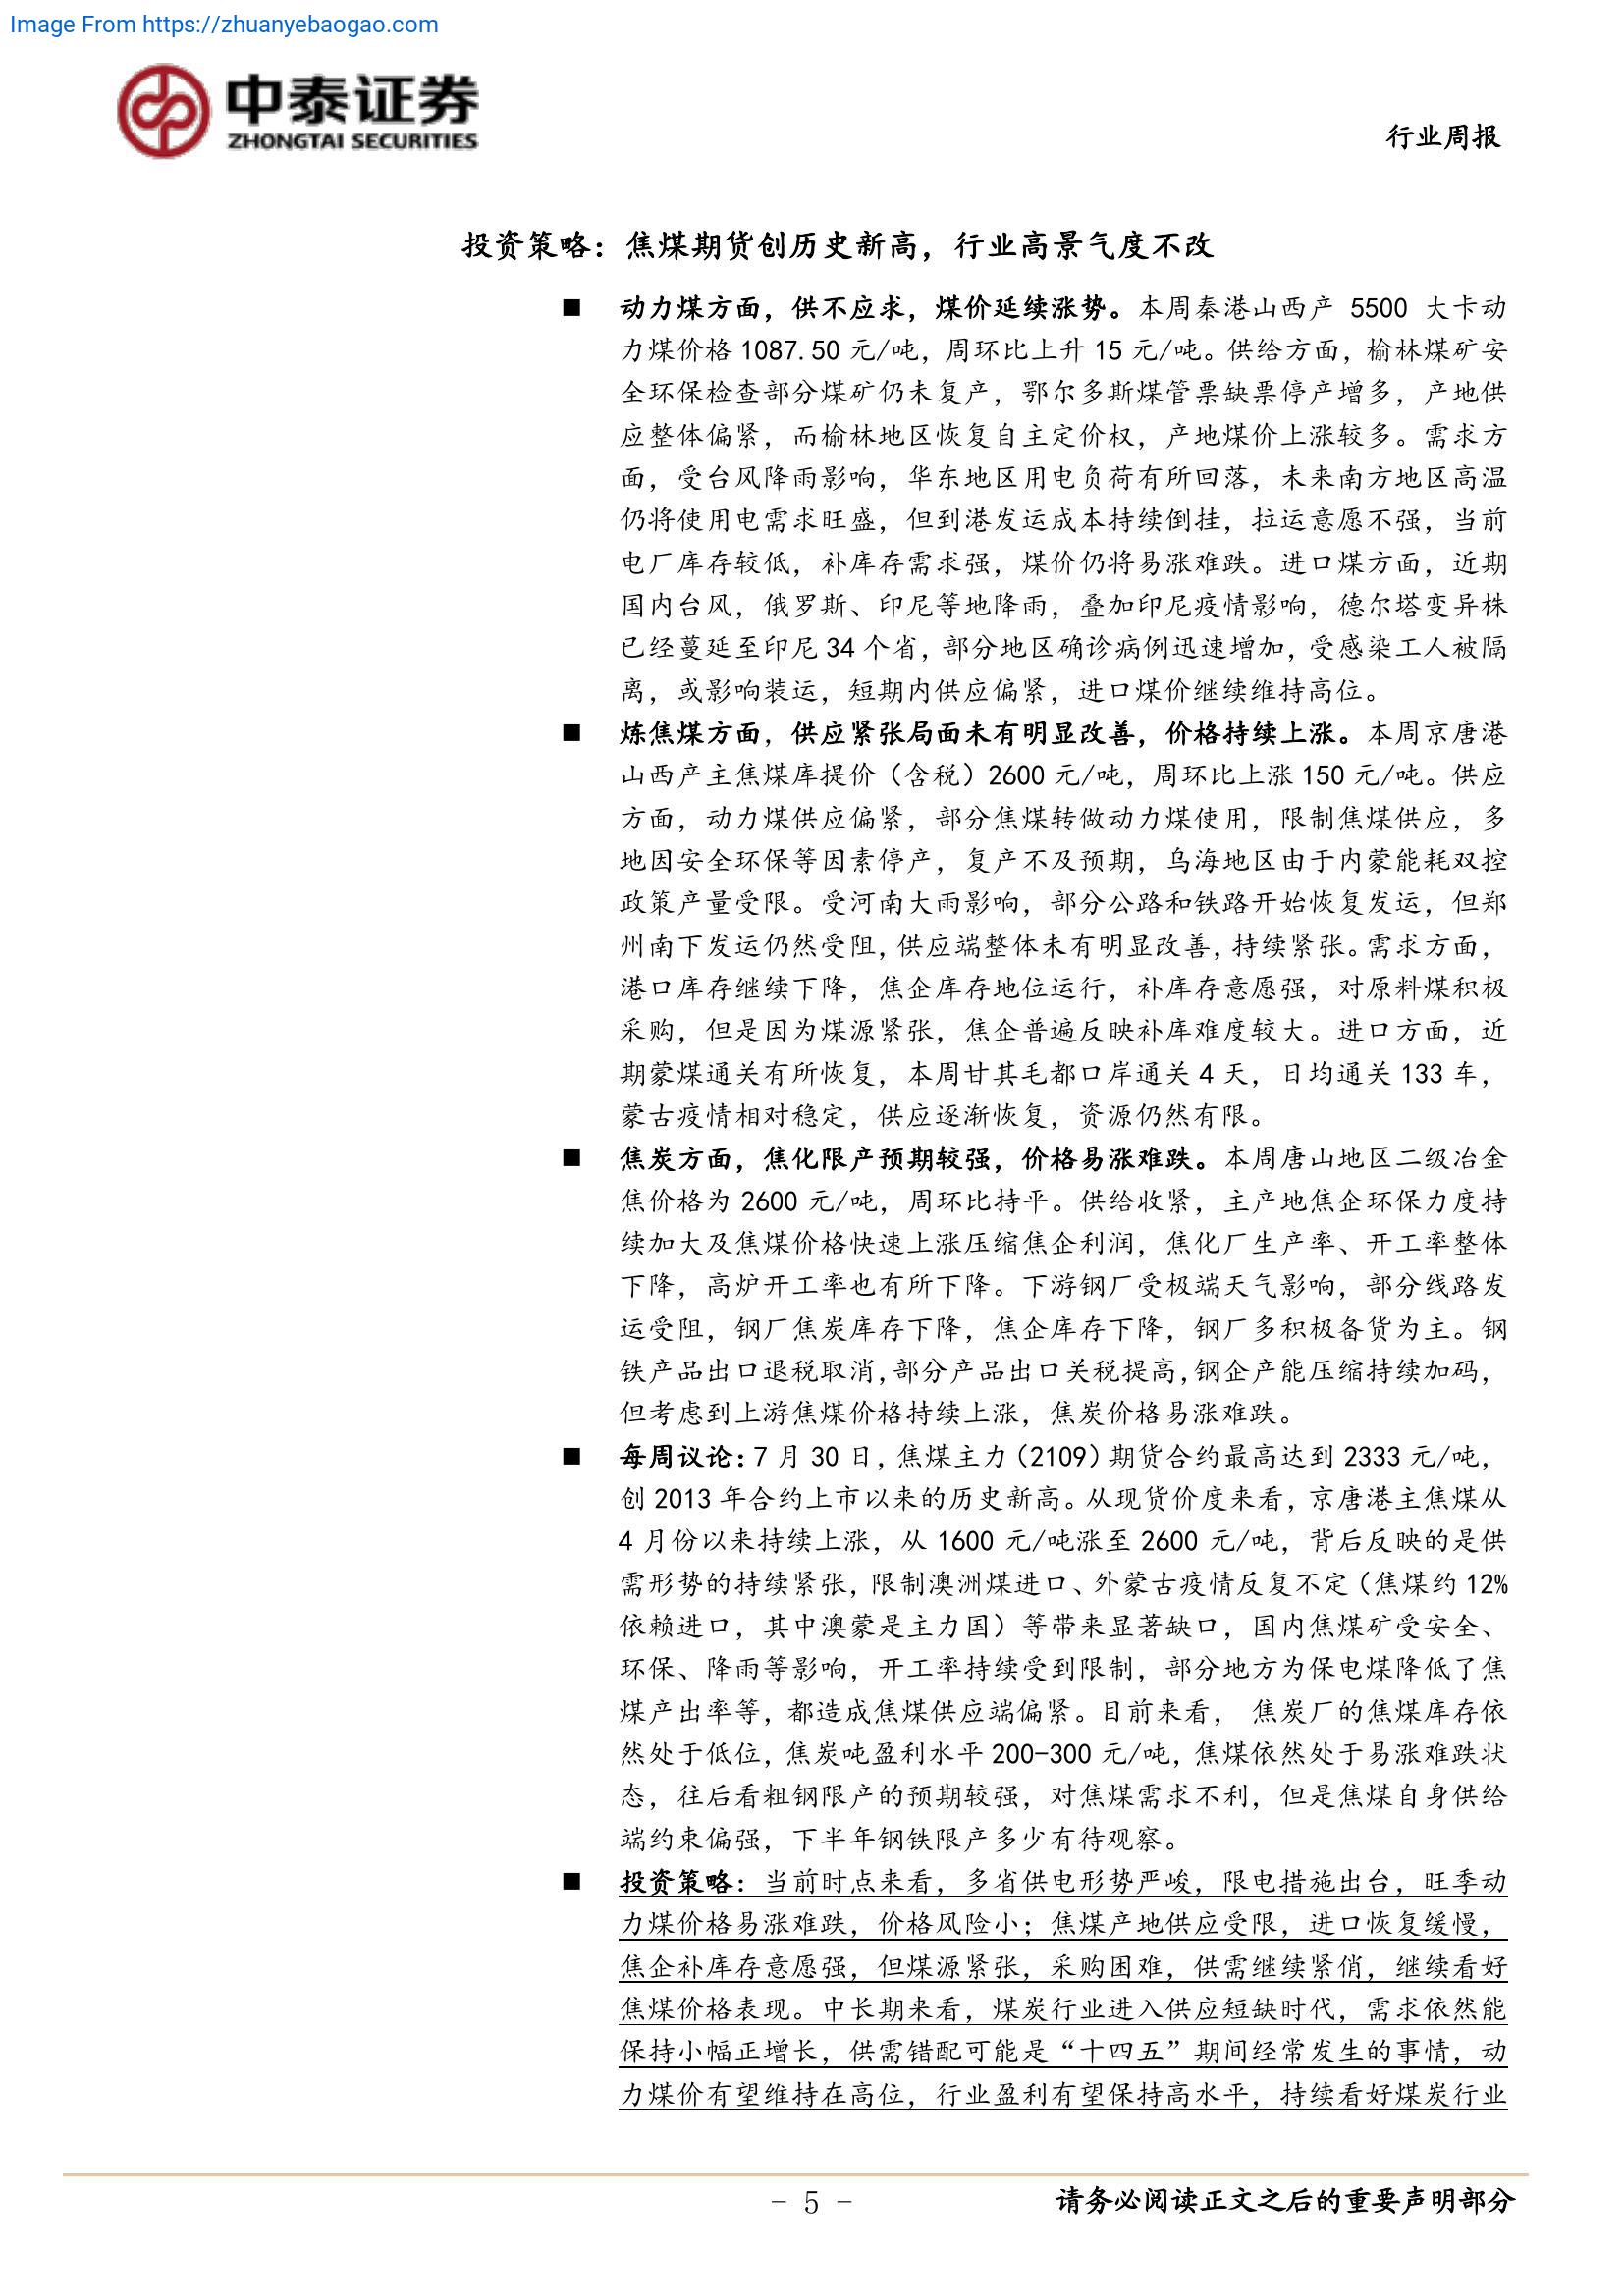 Image From https://zhuanyebaogao.com
中泰证券
ZHONGTAI SECURITIES
行业周报
投资策略：焦煤期货创历史新高，行业高景气度不改
■ 动力煤方面，供不应求，煤价延续涨势。本周秦港山西产 5500 大卡动
力煤价格 1087.50 元/吨，周环比上升 15 元/吨。供给方面，榆林煤矿安
全环保检查部分煤矿仍未复产，鄂尔多斯煤管票缺票停产增多，产地供
应整体偏紧，而榆林地区恢复自主定价权，产地煤价上涨较多。需求方
面，受台风降雨影响，华东地区用电负荷有所回落，未来南方地区高温
仍将使用电需求旺盛，但到港发运成本持续倒挂，拉运意愿不强，当前
电厂库存较低，补库存需求强，煤价仍将易涨难跌。进口煤方面，近期
国内台风，俄罗斯、印尼等地降雨，叠加印尼疫情影响，德尔塔变异株
已经蔓延至印尼 34 个省，部分地区确诊病例迅速增加，受感染工人被隔
离，或影响装运，短期内供应偏紧，进口煤价继续维持高位。
■ 炼焦煤方面，供应紧张局面未有明显改善，价格持续上涨。本周京唐港
山西产主焦煤库提价（含税）2600 元/吨，周环比上涨 150 元/吨。供应
方面，动力煤供应偏紧，部分焦煤转做动力煤使用，限制焦煤供应，多
地因安全环保等因素停产，复产不及预期，乌海地区由于内蒙能耗双控
政策产量受限。受河南大雨影响，部分公路和铁路开始恢复发运，但郑
州南下发运仍然受阻，供应端整体未有明显改善，持续紧张。需求方面，
港口库存继续下降，焦企库存地位运行，补库存意愿强，对原料煤积极
采购，但是因为煤源紧张，焦企普遍反映补库难度较大。进口方面，近
期蒙煤通关有所恢复，本周甘其毛都口岸通关 4 天，日均通关 133 车，
蒙古疫情相对稳定，供应逐渐恢复，资源仍然有限。
■ 焦炭方面，焦化限产预期较强，价格易涨难跌。本周唐山地区二级冶金
焦价格为 2600 元/吨，周环比持平。供给收紧，主产地焦企环保力度持
续加大及焦煤价格快速上涨压缩焦企利润，焦化厂生产率、开工率整体
下降，高炉开工率也有所下降。下游钢厂受极端天气影响，部分线路发
运受阻，钢厂焦炭库存下降，焦企库存下降，钢厂多积极备货为主。钢
铁产品出口退税取消，部分产品出口关税提高，钢企产能压缩持续加码，
但考虑到上游焦煤价格持续上涨，焦炭价格易涨难跌。
■ 每周议论：7 月 30 日，焦煤主力（2109）期货合约最高达到 2333 元/吨，
创 2013 年合约上市以来的历史新高。从现货价度来看，京唐港主焦煤从
4 月份以来持续上涨，从 1600 元/吨涨至 2600 元/吨，背后反映的是供
需形势的持续紧张，限制澳洲煤进口、外蒙古疫情反复不定（焦煤约 12%
依赖进口，其中澳蒙是主力国）等带来显著缺口，国内焦煤矿受安全、
环保、降雨等影响，开工率持续受到限制，部分地方为保电煤降低了焦
煤产出率等，都造成焦煤供应端偏紧。目前来看， 焦炭厂的焦煤库存依
然处于低位，焦炭吨盈利水平 200-300 元/吨，焦煤依然处于易涨难跌状
态，往后看粗钢限产的预期较强，对焦煤需求不利，但是焦煤自身供给
端约束偏强，下半年钢铁限产多少有待观察。
■ 投资策略：当前时点来看，多省供电形势严峻，限电措施出台，旺季动
力煤价格易涨难跌，价格风险小；焦煤产地供应受限，进口恢复缓慢，
焦企补库存意愿强，但煤源紧张，采购困难，供需继续紧俏，继续看好
焦煤价格表现。中长期来看，煤炭行业进入供应短缺时代，需求依然能
保持小幅正增长，供需错配可能是“十四五”期间经常发生的事情，动
力煤价有望维持在高位，行业盈利有望保持高水平，持续看好煤炭行业
- 5 -
请务必阅读正文之后的重要声明部分